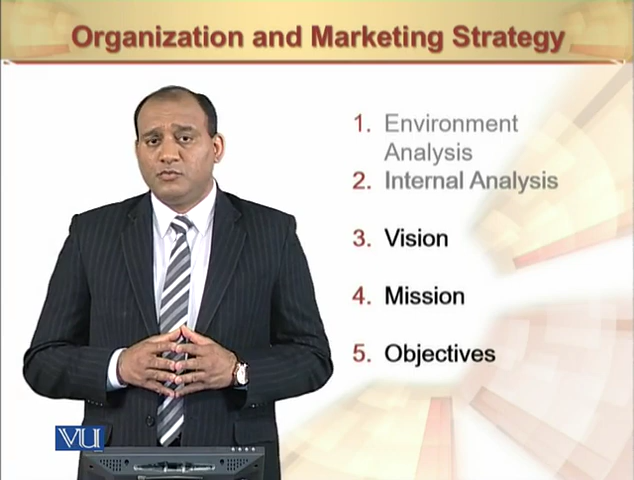 Organization and Marketing Strategy
1. Environment
Analysis
2. Internal Analysis
3. Vision
4. Mission
5. Objectives
VU